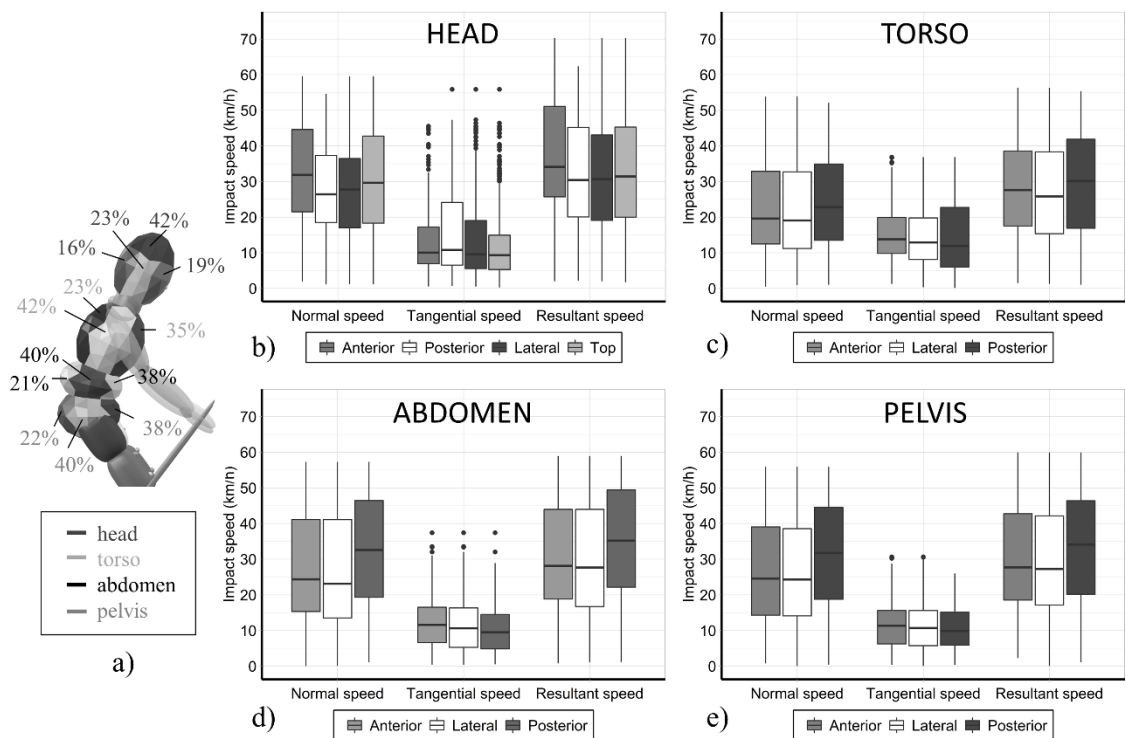 23%
42%
16%
19%
23%
42%
35%
40%
38%
21%
38%
22%
40%
head
torso
abdomen
pelvis
a)
HEAD
Impact speed (km/h)
70
60
50
40
30
20
10
0
Normal speed Tangential speed Resultant speed
b)
Anterior Posterior Lateral Top
TORSO
Impact speed (km/h)
70
60
50
40
30
20
10
0
Normal speed Tangential speed Resultant speed
c)
Anterior Lateral Posterior
ABDOMEN
Impact speed (km/h)
70
60
50
40
30
20
10
0
Normal speed Tangential speed Resultant speed
d)
Anterior Lateral Posterior
PELVIS
Impact speed (km/h)
70
60
50
40
30
20
10
0
Normal speed Tangential speed Resultant speed
e)
Anterior Lateral Posterior